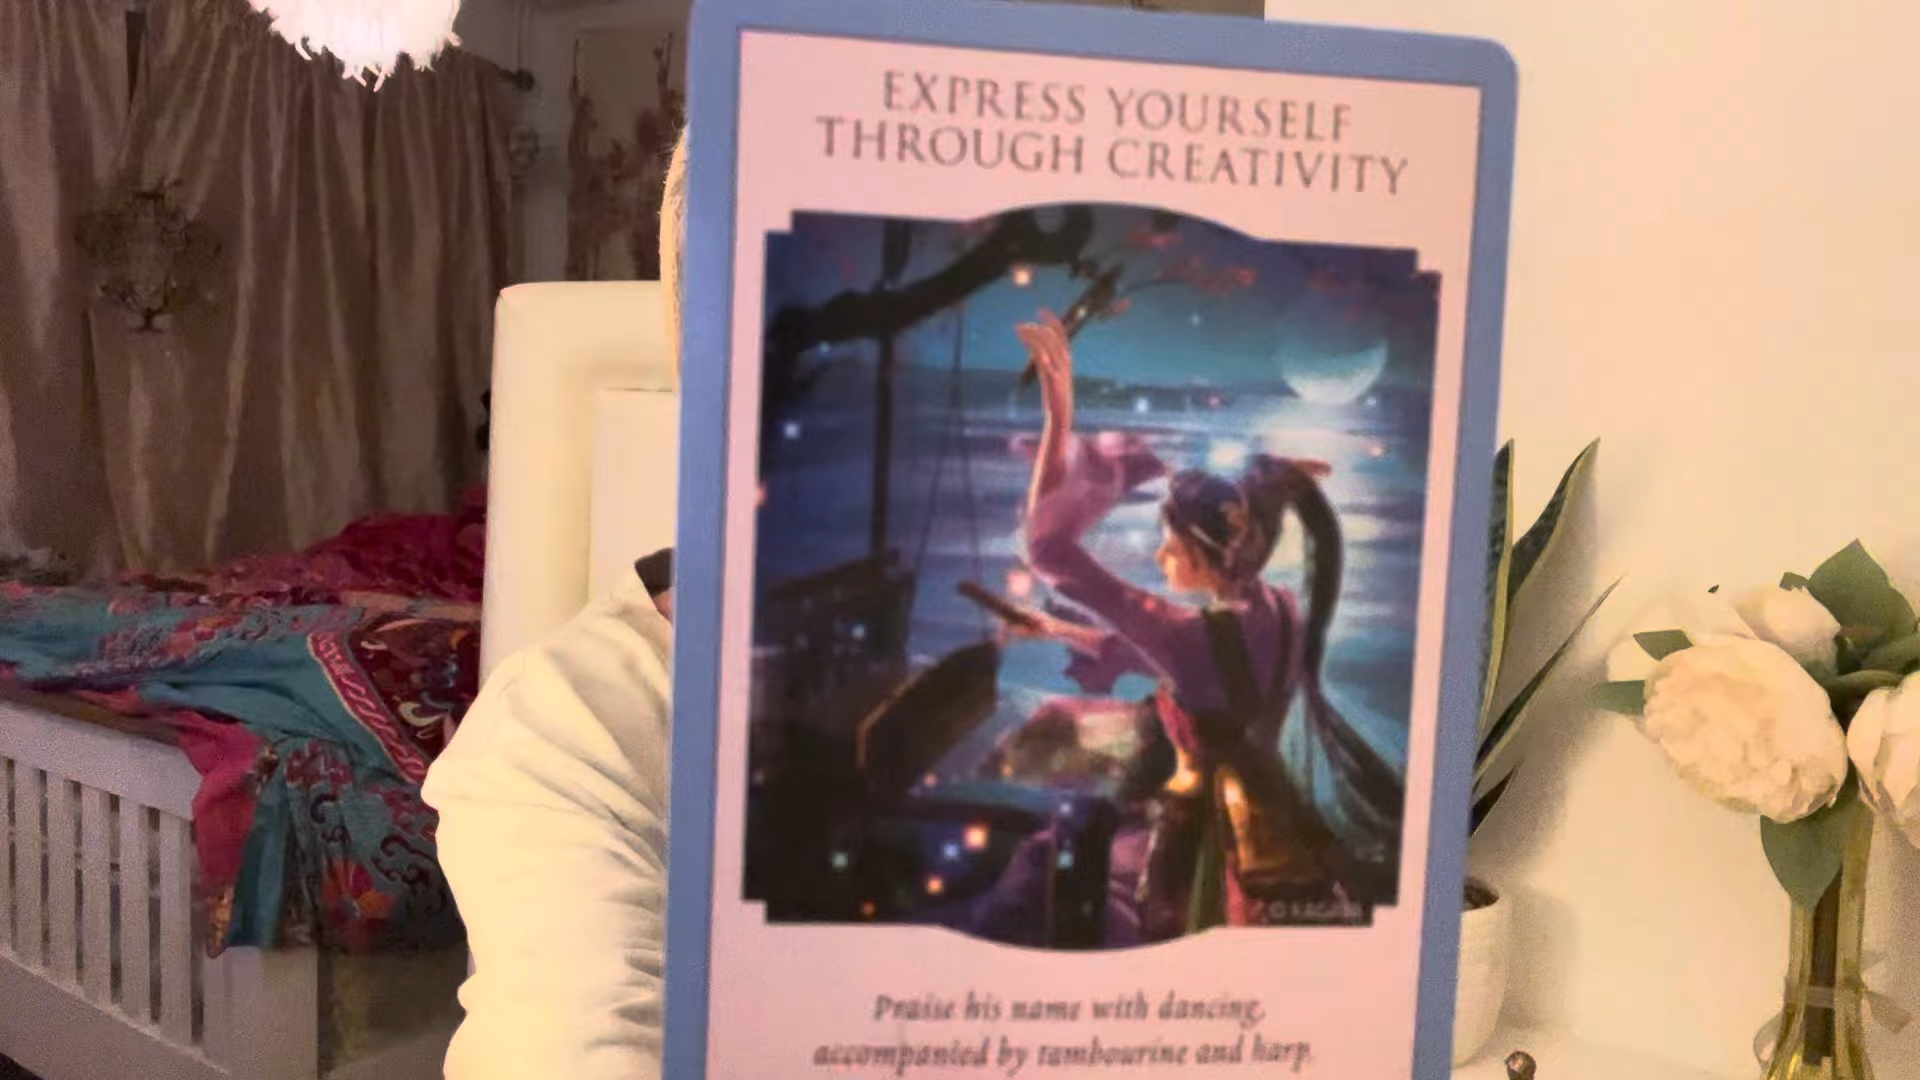 EXPRESS YOURSELF
THROUGH CREATIVITY
Praise his name with dancing,
accompanied by tambourine and harp.